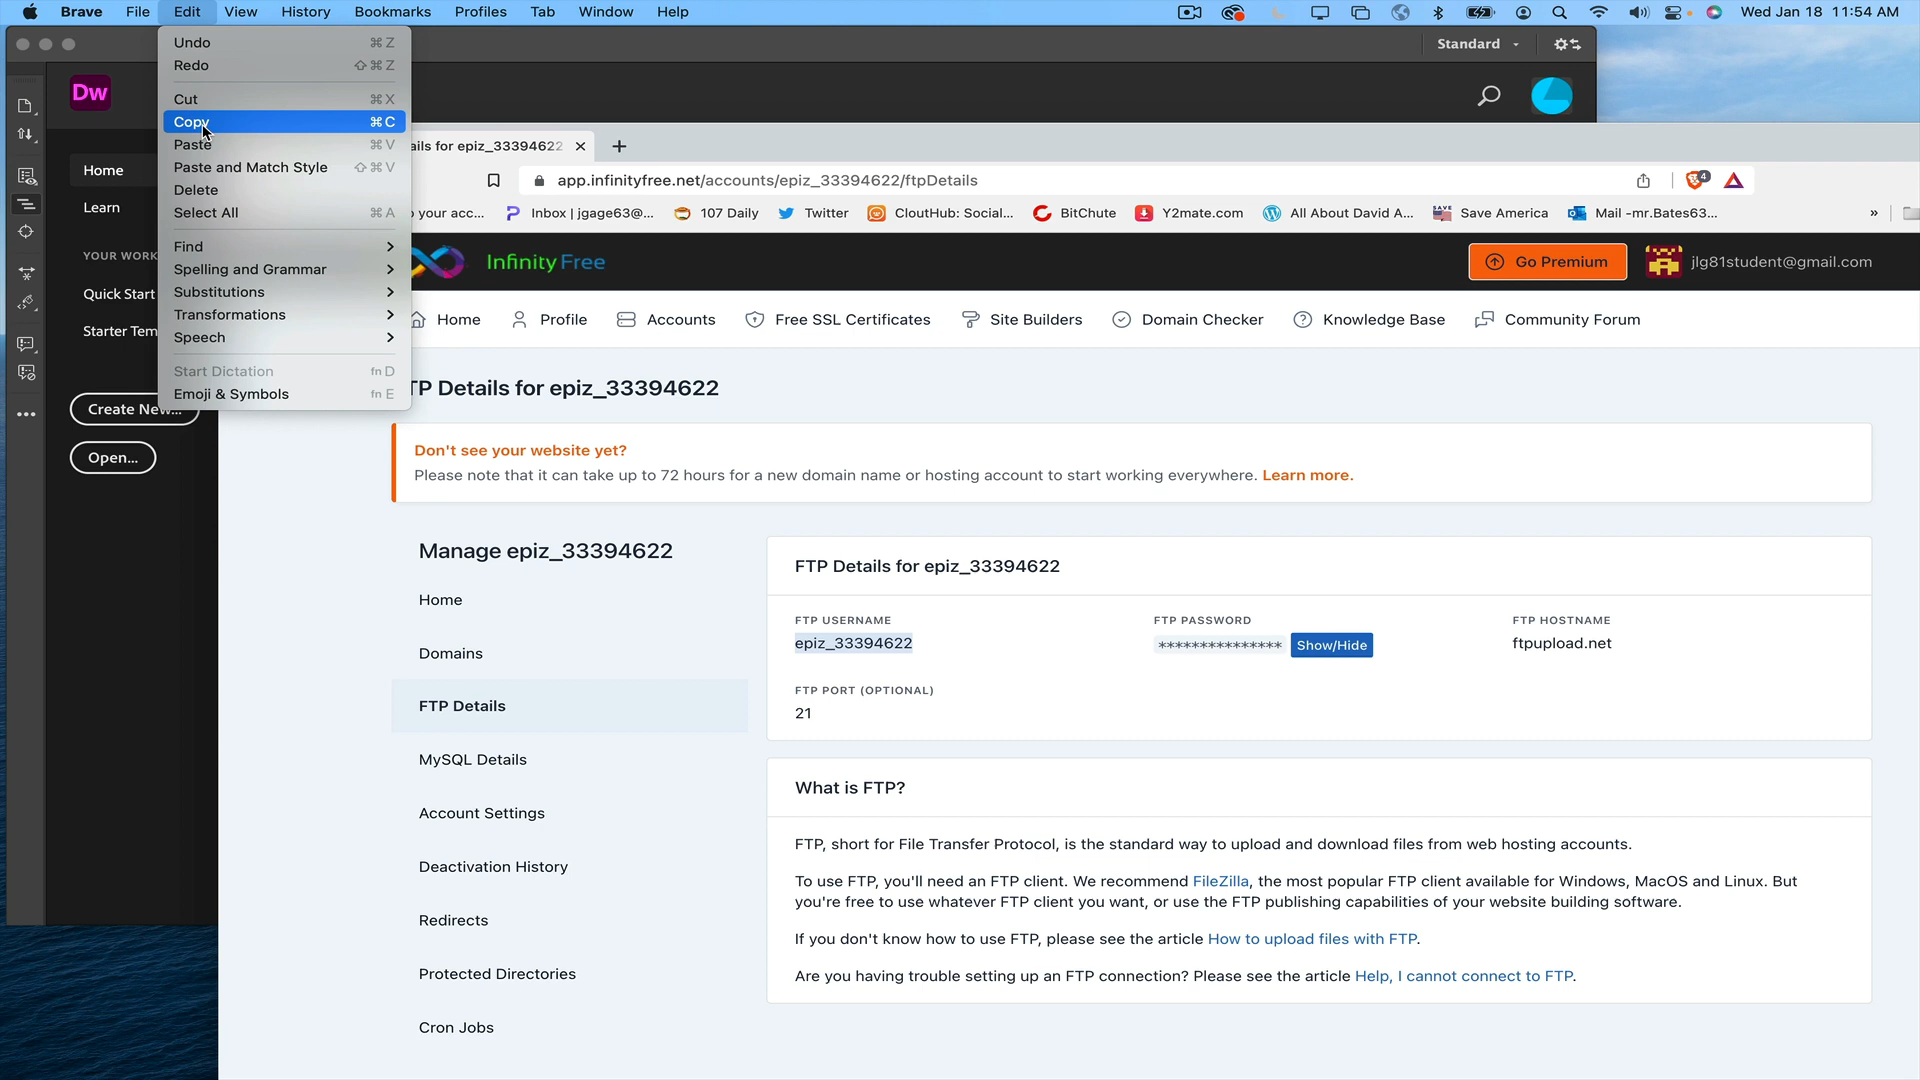 Brave File Edit View History Bookmarks Profiles Tab Window Help Wed Jan 18 11:54 AM
Undo ⌘Z
Redo ⇧⌘Z
Cut ⌘X
Copy ⌘C
Paste ⌘V
Paste and Match Style ⇧⌘V
Delete
Select All ⌘A
Find
Spelling and Grammar
Substitutions
Transformations
Speech
Start Dictation fn D
Emoji & Symbols fn E
Standard
Dw
Home
Learn
YOUR WORK
Quick Start
Starter Tem
Create New...
Open...
ails for epiz_33394622
app.infinityfree.net/accounts/epiz_33394622/ftpDetails
4
your acc... Inbox | jgage63@... 107 Daily Twitter CloutHub: Social... BitChute Y2mate.com All About David A... Save America Mail -mr.Bates63... »
InfinityFree Go Premium jlg81student@gmail.com
Home Profile Accounts Free SSL Certificates Site Builders Domain Checker Knowledge Base Community Forum
TP Details for epiz_33394622
Don't see your website yet?
Please note that it can take up to 72 hours for a new domain name or hosting account to start working everywhere. Learn more.
Manage epiz_33394622
Home
Domains
FTP Details
MySQL Details
Account Settings
Deactivation History
Redirects
Protected Directories
Cron Jobs
FTP Details for epiz_33394622
FTP USERNAME FTP PASSWORD FTP HOSTNAME
epiz_33394622 *************** Show/Hide ftpupload.net
FTP PORT (OPTIONAL)
21
What is FTP?
FTP, short for File Transfer Protocol, is the standard way to upload and download files from web hosting accounts.
To use FTP, you'll need an FTP client. We recommend FileZilla, the most popular FTP client available for Windows, MacOS and Linux. But
you're free to use whatever FTP client you want, or use the FTP publishing capabilities of your website building software.
If you don't know how to use FTP, please see the article How to upload files with FTP.
Are you having trouble setting up an FTP connection? Please see the article Help, I cannot connect to FTP.